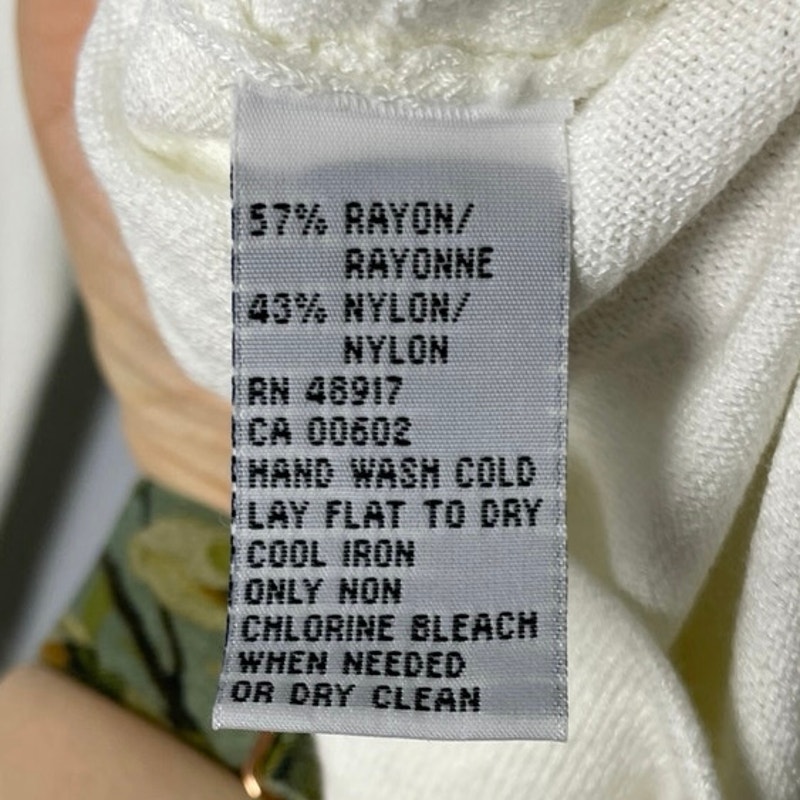 57% RAYON/
RAYONNE
43% NYLON/
NYLON
RN 46917
CA 00602
HAND WASH COLD
LAY FLAT TO DRY
COOL IRON
ONLY NON
CHLORINE BLEACH
WHEN NEEDED
OR DRY CLEAN